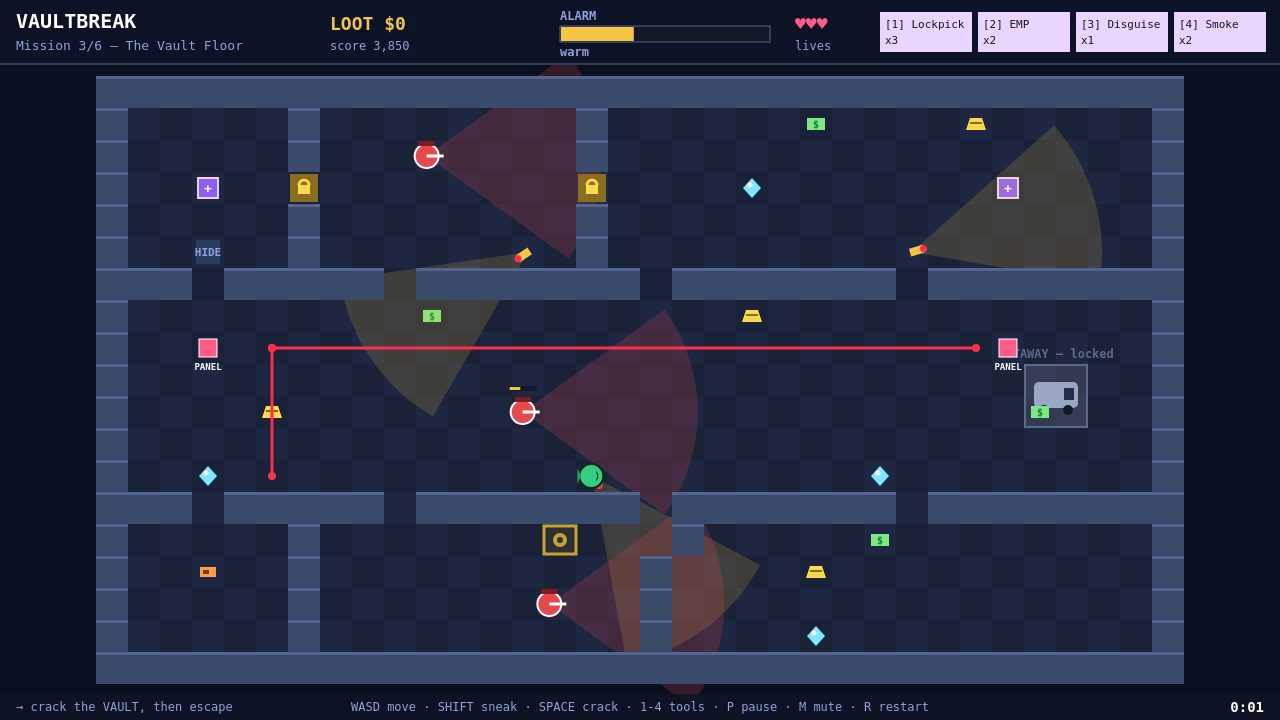 VAULTBREAK
Mission 3/6 — The Vault Floor
LOOT $0
score 3,850
ALARM
warm
♥♥♥
lives
[1] Lockpick
x3
[2] EMP
x2
[3] Disguise
x1
[4] Smoke
x2
$
+
+
HIDE
$
PANEL
PANEL
TAWAY — locked
$
$
→ crack the VAULT, then escape
WASD move · SHIFT sneak · SPACE crack · 1-4 tools · P pause · M mute · R restart
0:01